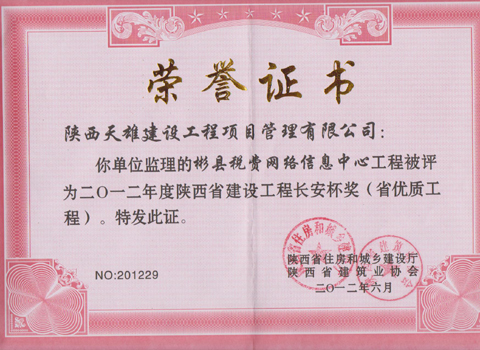 荣誉证书
陕西天雄建设工程项目管理有限公司：
你单位监理的彬县税费网络信息中心工程被评
为二〇一二年度陕西省建设工程长安杯奖（省优质工
程）。特发此证。
陕西省住房和城乡建设厅
陕西省建筑业协会
NO:201229
二〇一二年六月